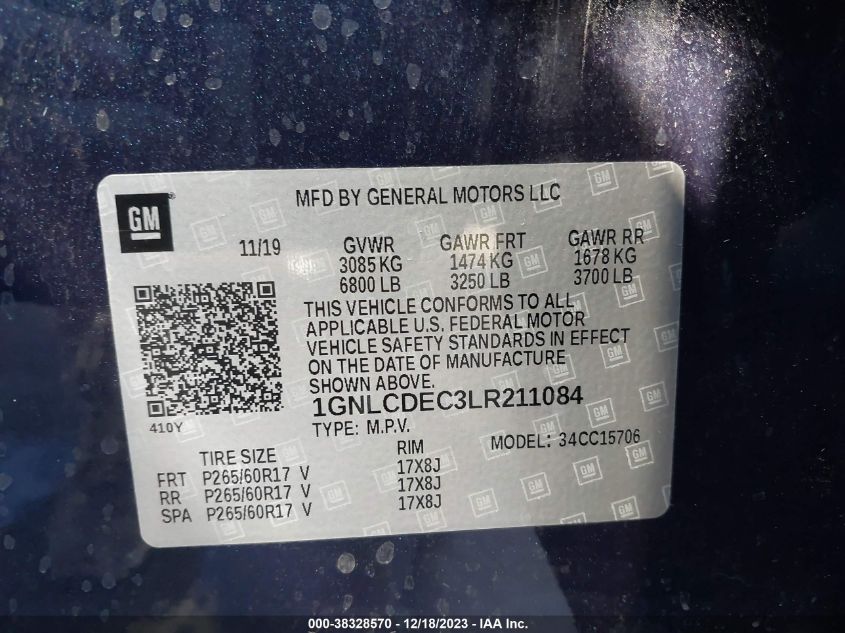 MFD BY GENERAL MOTORS LLC
GM
11/19 GVWR GAWR FRT GAWR RR
3085 KG 1474 KG 1678 KG
6800 LB 3250 LB 3700 LB
THIS VEHICLE CONFORMS TO ALL
APPLICABLE U.S. FEDERAL MOTOR
VEHICLE SAFETY STANDARDS IN EFFECT
ON THE DATE OF MANUFACTURE
SHOWN ABOVE.
1GNLCDEC3LR211084
410Y
TYPE: M.P.V. MODEL: 34CC15706
TIRE SIZE RIM
FRT P265/60R17 V 17X8J
RR P265/60R17 V 17X8J
SPA P265/60R17 V 17X8J
000-38328570 / 12/18/2023 - IAA Inc.